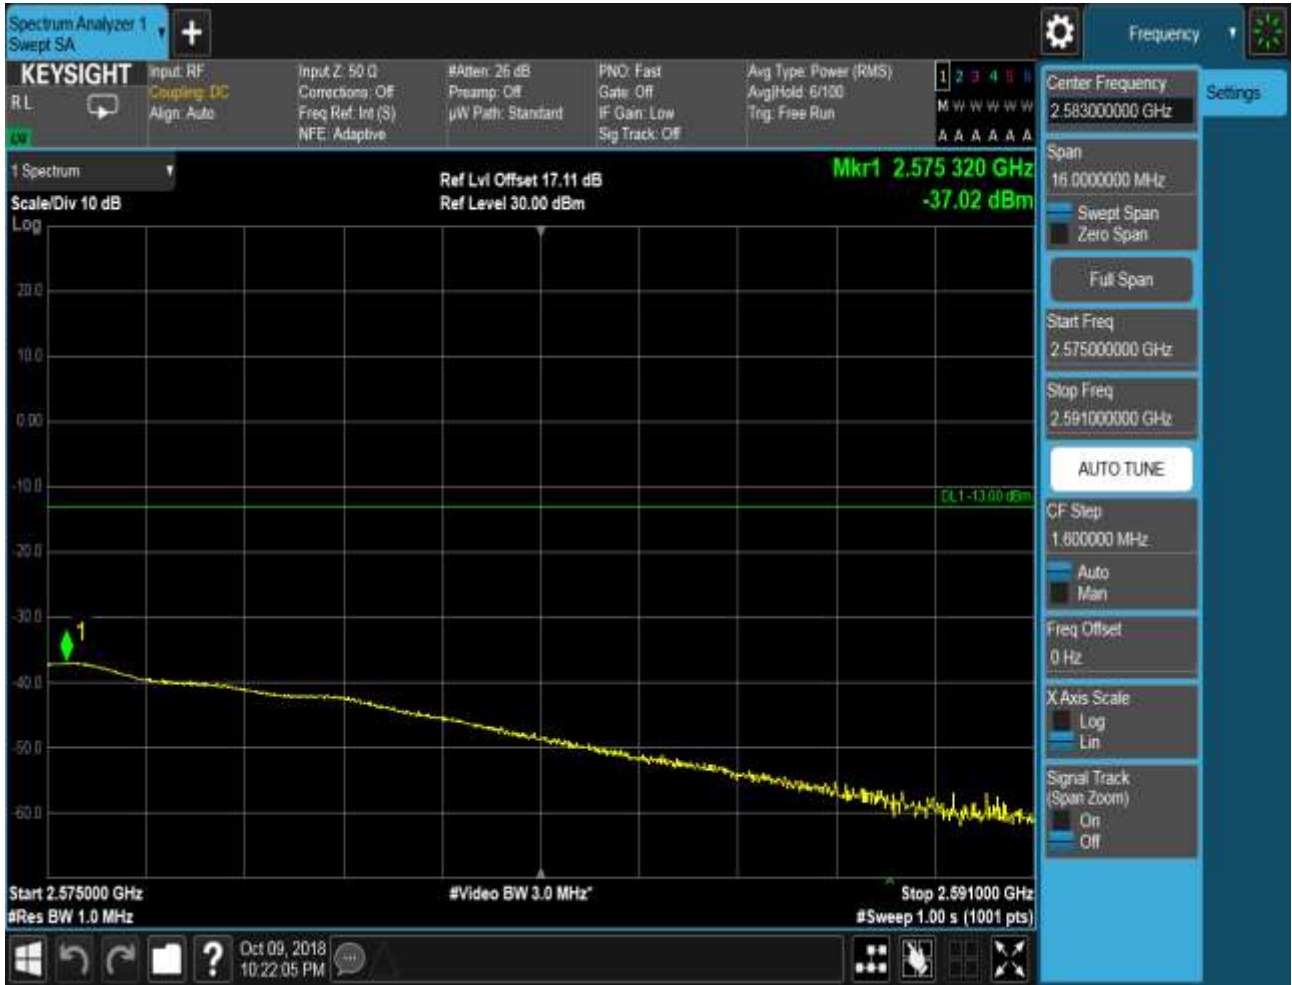 Spectrum Analyzer 1
Swept SA
Frequency
KEYSIGHT
R L
Input: RF
Coupling: DC
Align: Auto
Input Z: 50 Ω
Corrections: Off
Freq Ref: Int (S)
NFE: Adaptive
#Atten: 26 dB
Preamp: Off
µW Path: Standard
PNO: Fast
Gate: Off
IF Gain: Low
Sig Track: Off
Avg Type: Power (RMS)
Avg|Hold: 6/100
Trig: Free Run
1 2 3 4 5 6
M W W W W W
A A A A A A
1 Spectrum
Scale/Div 10 dB
Ref Lvl Offset 17.11 dB
Ref Level 30.00 dBm
Mkr1 2.575 320 GHz
-37.02 dBm
Log
20.0
10.0
0.00
-10.0
-20.0
-30.0
-40.0
-50.0
-60.0
DL1 -13.00 dBm
1
Start 2.575000 GHz
#Res BW 1.0 MHz
#Video BW 3.0 MHz*
Stop 2.591000 GHz
#Sweep 1.00 s (1001 pts)
Center Frequency
2.583000000 GHz
Settings
Span
16.0000000 MHz
Swept Span
Zero Span
Full Span
Start Freq
2.575000000 GHz
Stop Freq
2.591000000 GHz
AUTO TUNE
CF Step
1.600000 MHz
Auto
Man
Freq Offset
0 Hz
X Axis Scale
Log
Lin
Signal Track
(Span Zoom)
On
Off
?
Oct 09, 2018
10:22:05 PM